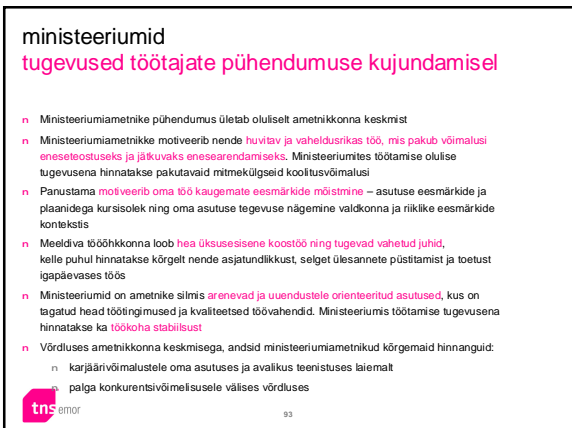 ministeeriumid
tugevused töötajate pühendumuse kujundamisel
n Ministeeriumiametnike pühendumus ületab oluliselt ametnikkonna keskmist
n Ministeeriumiametnikke motiveerib nende huvitav ja vaheldusrikas töö, mis pakub võimalusi
eneseteostuseks ja jätkuvaks enesearendamiseks. Ministeeriumites töötamise olulise
tugevusena hinnatakse pakutavaid mitmekülgseid koolitusvõimalusi
n Panustama motiveerib oma töö kaugemate eesmärkide mõistmine – asutuse eesmärkide ja
plaanidega kursisolek ning oma asutuse tegevuse nägemine valdkonna ja riiklike eesmärkide
kontekstis
n Meeldiva tööõhkkonna loob hea üksusesisene koostöö ning tugevad vahetud juhid,
kelle puhul hinnatakse kõrgelt nende asjatundlikkust, selget ülesannete püstitamist ja toetust
igapäevases töös
n Ministeeriumid on ametnike silmis arenevad ja uuendustele orienteeritud asutused, kus on
tagatud head töötingimused ja kvaliteetsed töövahendid. Ministeeriumis töötamise tugevusena
hinnatakse ka töökoha stabiilsust
n Võrdluses ametnikkonna keskmisega, andsid ministeeriumiametnikud kõrgemaid hinnanguid:
n karjäärivõimalustele oma asutuses ja avalikus teenistuses laiemalt
n palga konkurentsivõimelisusele välises võrdluses
tns emor
93